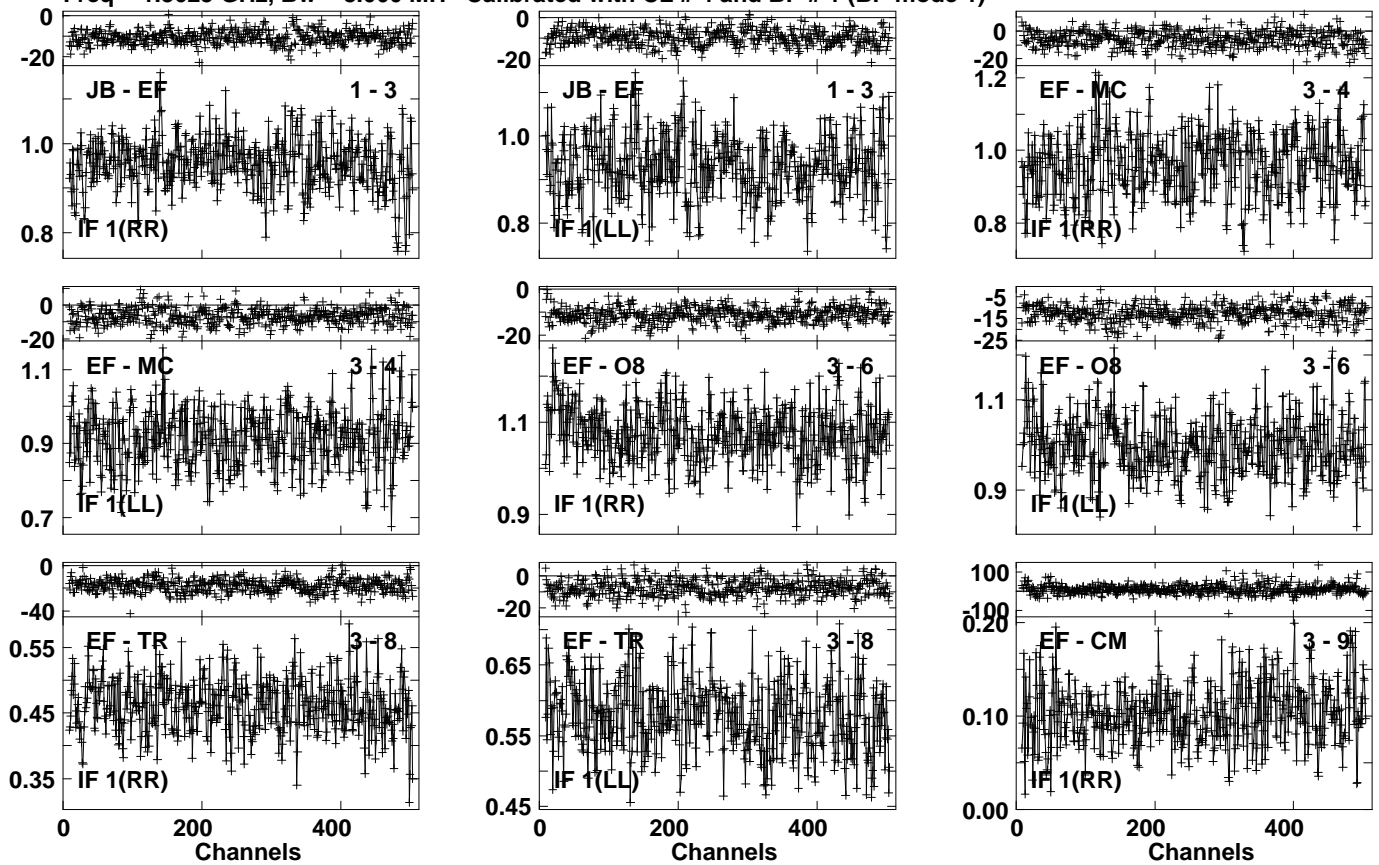 Calibrated with CL # 4 and BP # 1 (BP mode 1)
0 0 0
-20 -20 -20
1.2
JB - EF 1 - 3 JB - EF 1 - 3 EF - MC 3 - 4
1.0 1.0 1.0
0.8 IF 1(RR) 0.8 IF 1(LL) 0.8 IF 1(RR)
0 0 -5
-15
-20 -20 -25
1.1 EF - MC 3 - 4 EF - O8 3 - 6 EF - O8 3 - 6
1.1 1.1
0.9
0.9
0.7 IF 1(LL) 0.9 IF 1(RR) IF 1(LL)
0 0 100
-40 -20 -100
0.20
0.55 EF - TR 3 - 8 0.65 EF - TR 3 - 8 EF - CM 3 - 9
0.45 0.55 0.10
0.35 IF 1(RR) 0.45 IF 1(LL) 0.00 IF 1(RR)
0 200 400 0 200 400 0 200 400
Channels Channels Channels